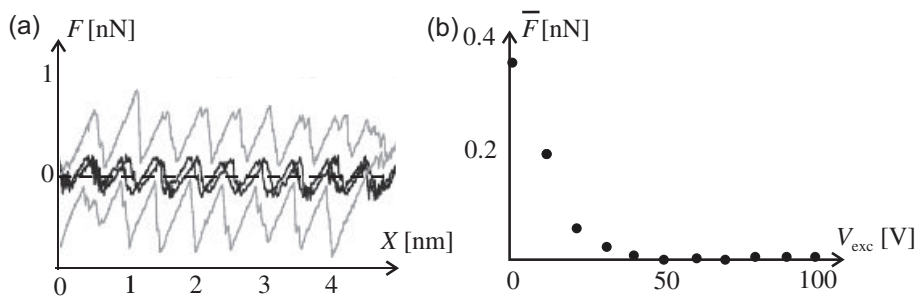 (a) F [nN]
1
0
X [nm]
0 1 2 3 4
(b) F̅ [nN]
0.4
0.2
V_exc [V]
0 50 100